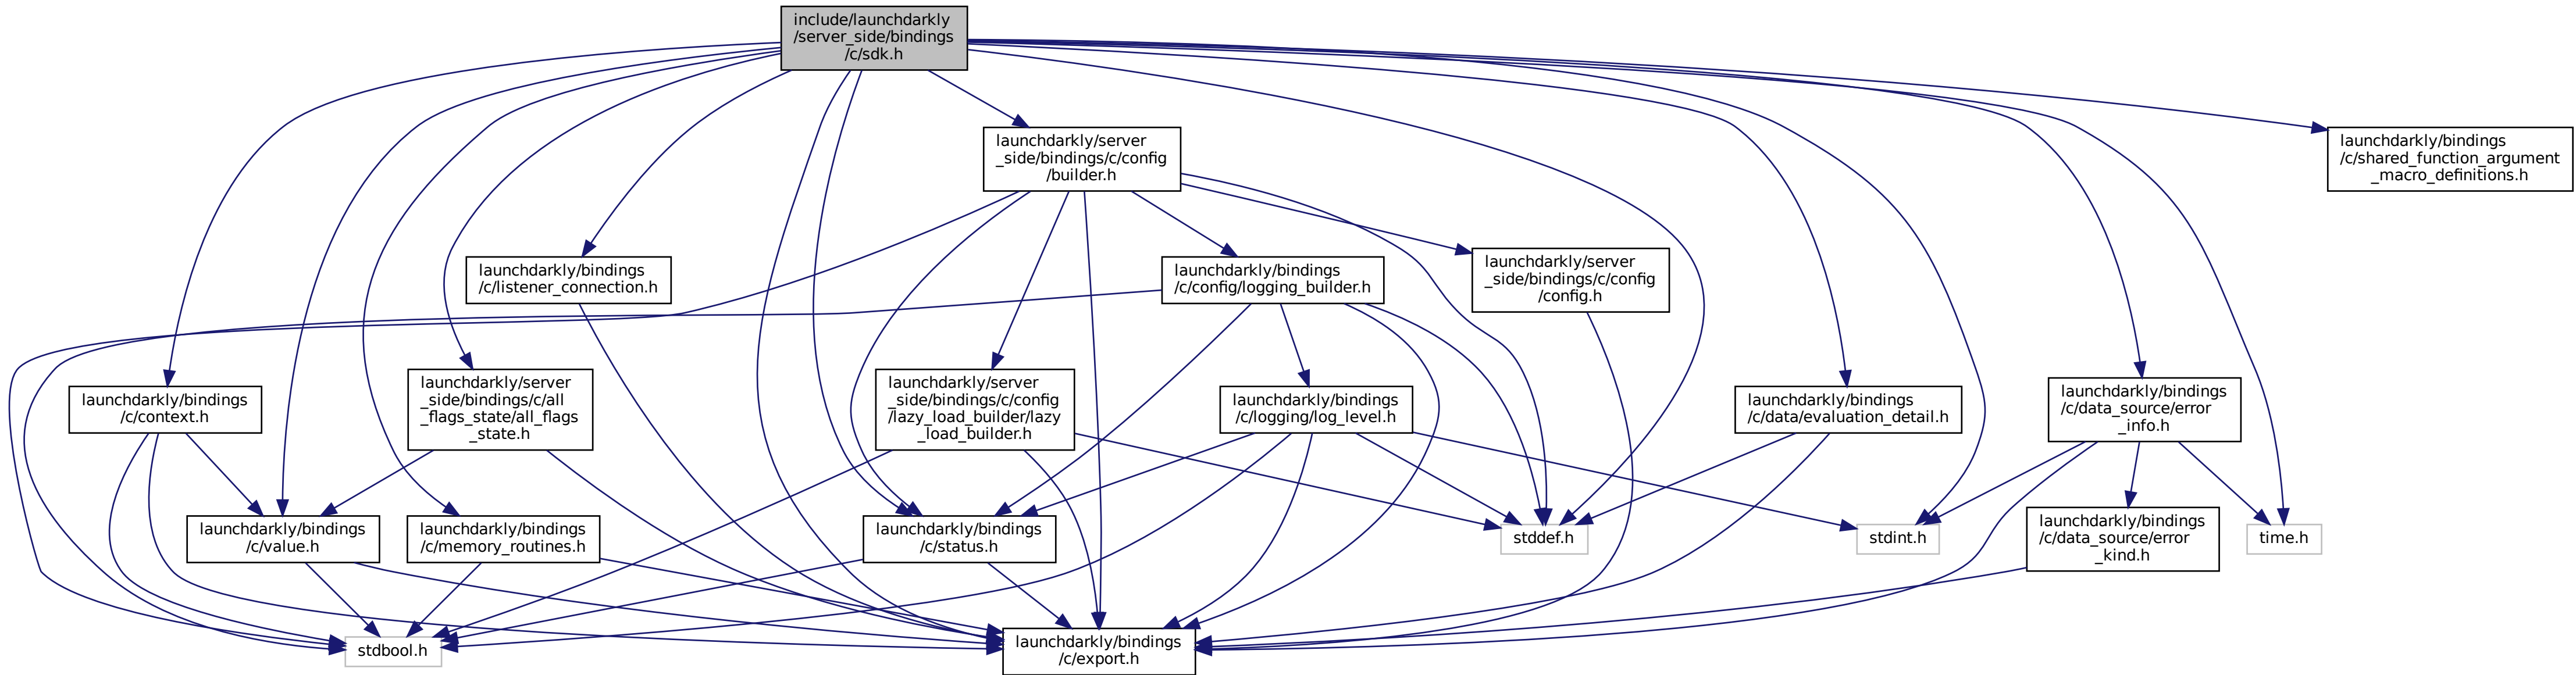 include/launchdarkly
/server_side/bindings
/c/sdk.h
launchdarkly/server
_side/bindings/c/config
/builder.h
launchdarkly/bindings
/c/shared_function_argument
_macro_definitions.h
launchdarkly/bindings
/c/listener_connection.h
launchdarkly/bindings
/c/config/logging_builder.h
launchdarkly/server
_side/bindings/c/config
/config.h
launchdarkly/bindings
/c/context.h
launchdarkly/server
_side/bindings/c/all
_flags_state/all_flags
_state.h
launchdarkly/server
_side/bindings/c/config
/lazy_load_builder/lazy
_load_builder.h
launchdarkly/bindings
/c/logging/log_level.h
launchdarkly/bindings
/c/data/evaluation_detail.h
launchdarkly/bindings
/c/data_source/error
_info.h
launchdarkly/bindings
/c/value.h
launchdarkly/bindings
/c/memory_routines.h
launchdarkly/bindings
/c/status.h
stddef.h
stdint.h
launchdarkly/bindings
/c/data_source/error
_kind.h
time.h
stdbool.h
launchdarkly/bindings
/c/export.h